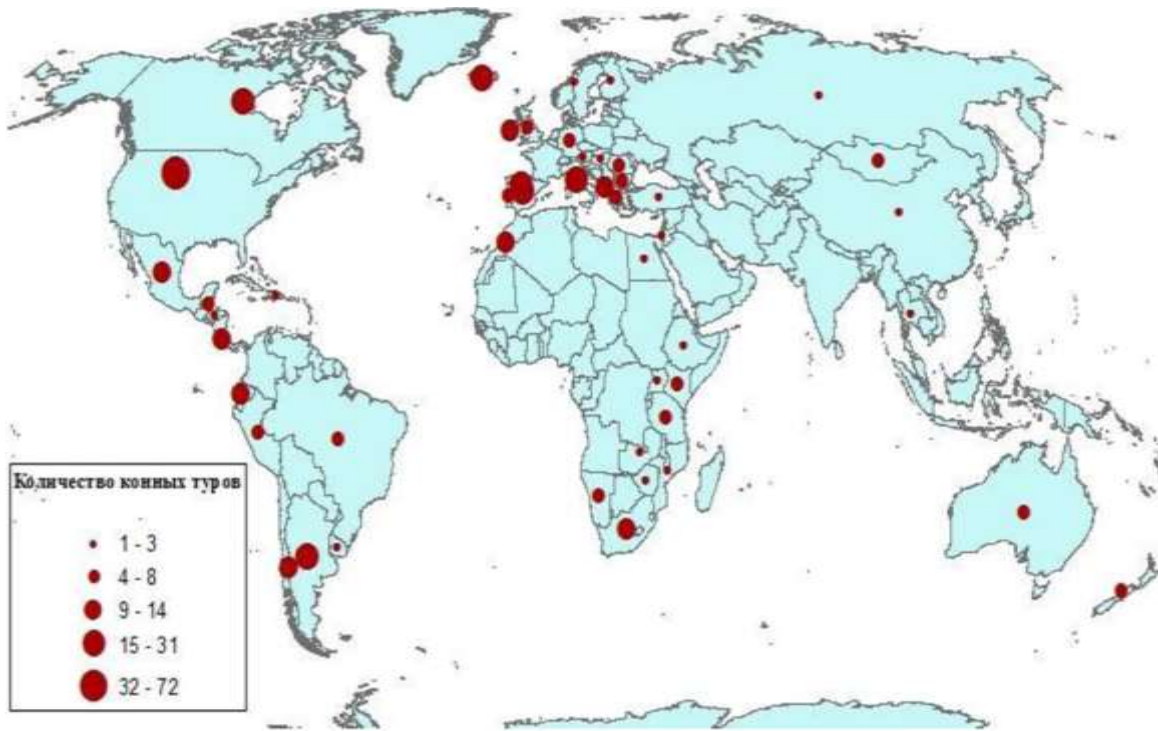 Количество конных туров
1 - 3
4 - 8
9 - 14
15 - 31
32 - 72